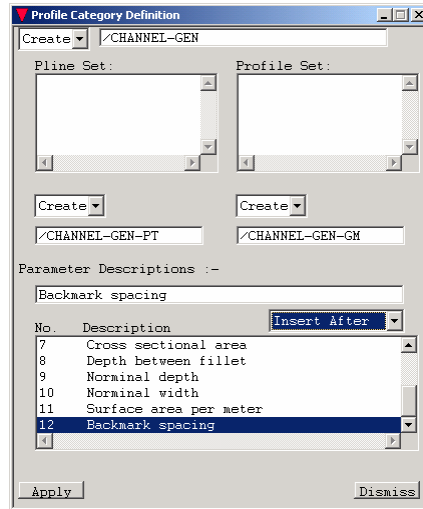 Profile Category Definition
Create /CHANNEL-GEN
Pline Set: Profile Set:
Create Create
/CHANNEL-GEN-PT /CHANNEL-GEN-GM
Parameter Descriptions :-
Backmark spacing
Insert After
No. Description
7 Cross sectional area
8 Depth between fillet
9 Norminal depth
10 Norminal width
11 Surface area per meter
12 Backmark spacing
Apply Dismiss